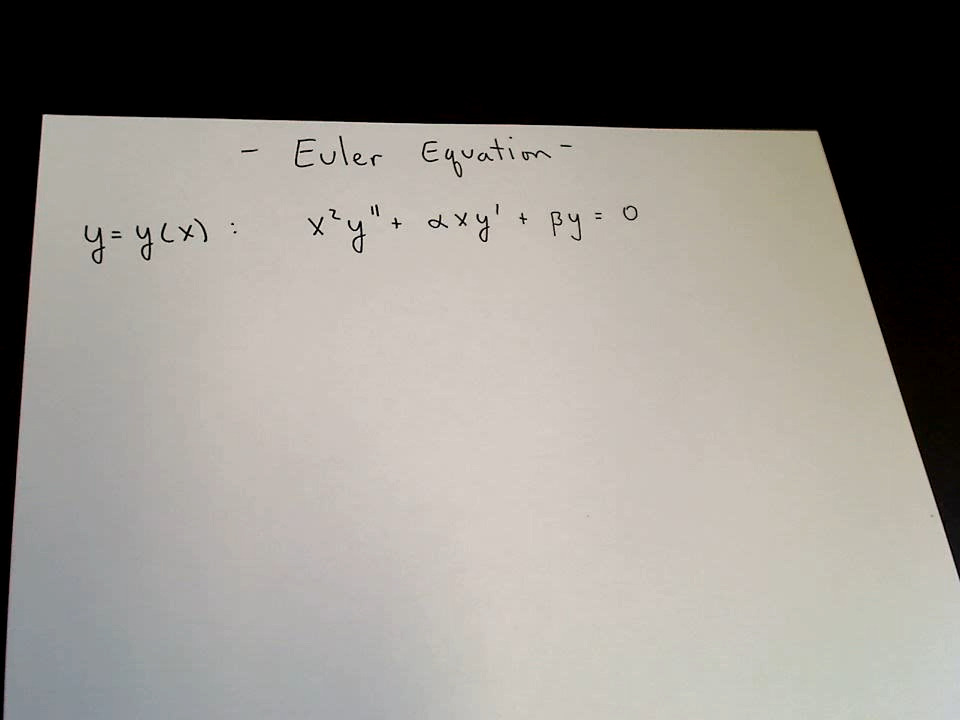 - Euler Equation -
y = y(x) : x²y'' + αxy' + βy = 0